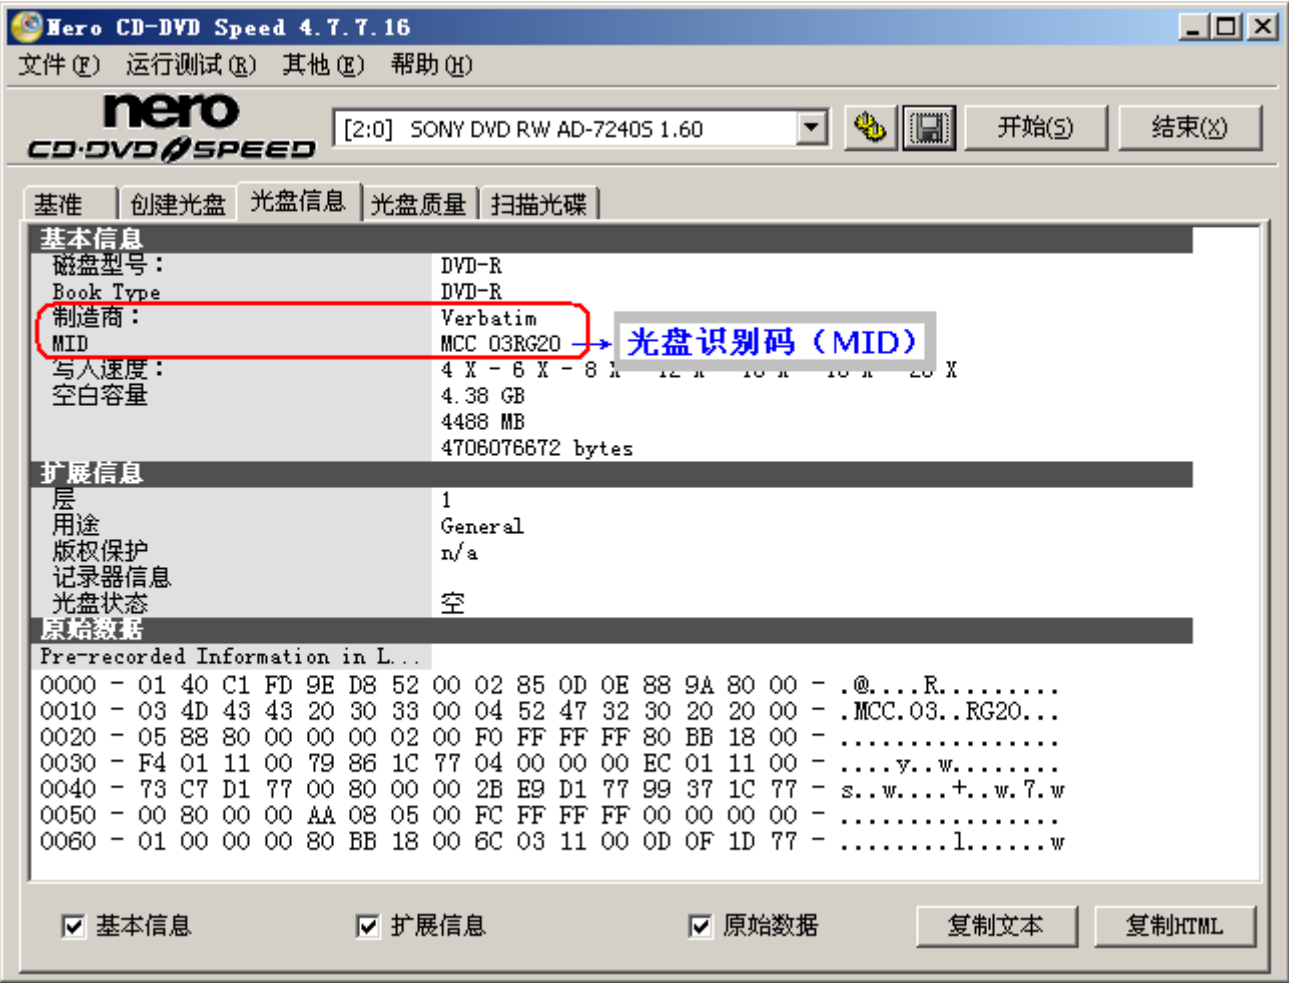 Nero CD-DVD Speed 4.7.7.16
文件(F) 运行测试(R) 其他(E) 帮助(H)
nero
CD·DVD SPEED
[2:0] SONY DVD RW AD-7240S 1.60
开始(S) 结束(X)
基准 创建光盘 光盘信息 光盘质量 扫描光碟
基本信息
磁盘型号： DVD-R
Book Type DVD-R
制造商： Verbatim
MID MCC 03RG20 光盘识别码（MID）
写入速度： 4 X - 6 X - 8 X - 12 X - 16 X - 18 X - 20 X
空白容量 4.38 GB
4488 MB
4706076672 bytes
扩展信息
层 1
用途 General
版权保护 n/a
记录器信息
光盘状态 空
原始数据
Pre-recorded Information in L...
0000 - 01 40 C1 FD 9E D8 52 00 02 85 0D 0E 88 9A 80 00 - .@....R.........
0010 - 03 4D 43 43 20 30 33 00 04 52 47 32 30 20 20 00 - .MCC.03..RG20...
0020 - 05 88 80 00 00 00 02 00 F0 FF FF FF 80 BB 18 00 - ................
0030 - F4 01 11 00 79 86 1C 77 04 00 00 00 EC 01 11 00 - ....y..w........
0040 - 73 C7 D1 77 00 80 00 00 2B E9 D1 77 99 37 1C 77 - s..w....+..w.7.w
0050 - 00 80 00 00 AA 08 05 00 FC FF FF FF 00 00 00 00 - ................
0060 - 01 00 00 00 80 BB 18 00 6C 03 11 00 0D 0F 1D 77 - ........l......w
基本信息 扩展信息 原始数据 复制文本 复制HTML